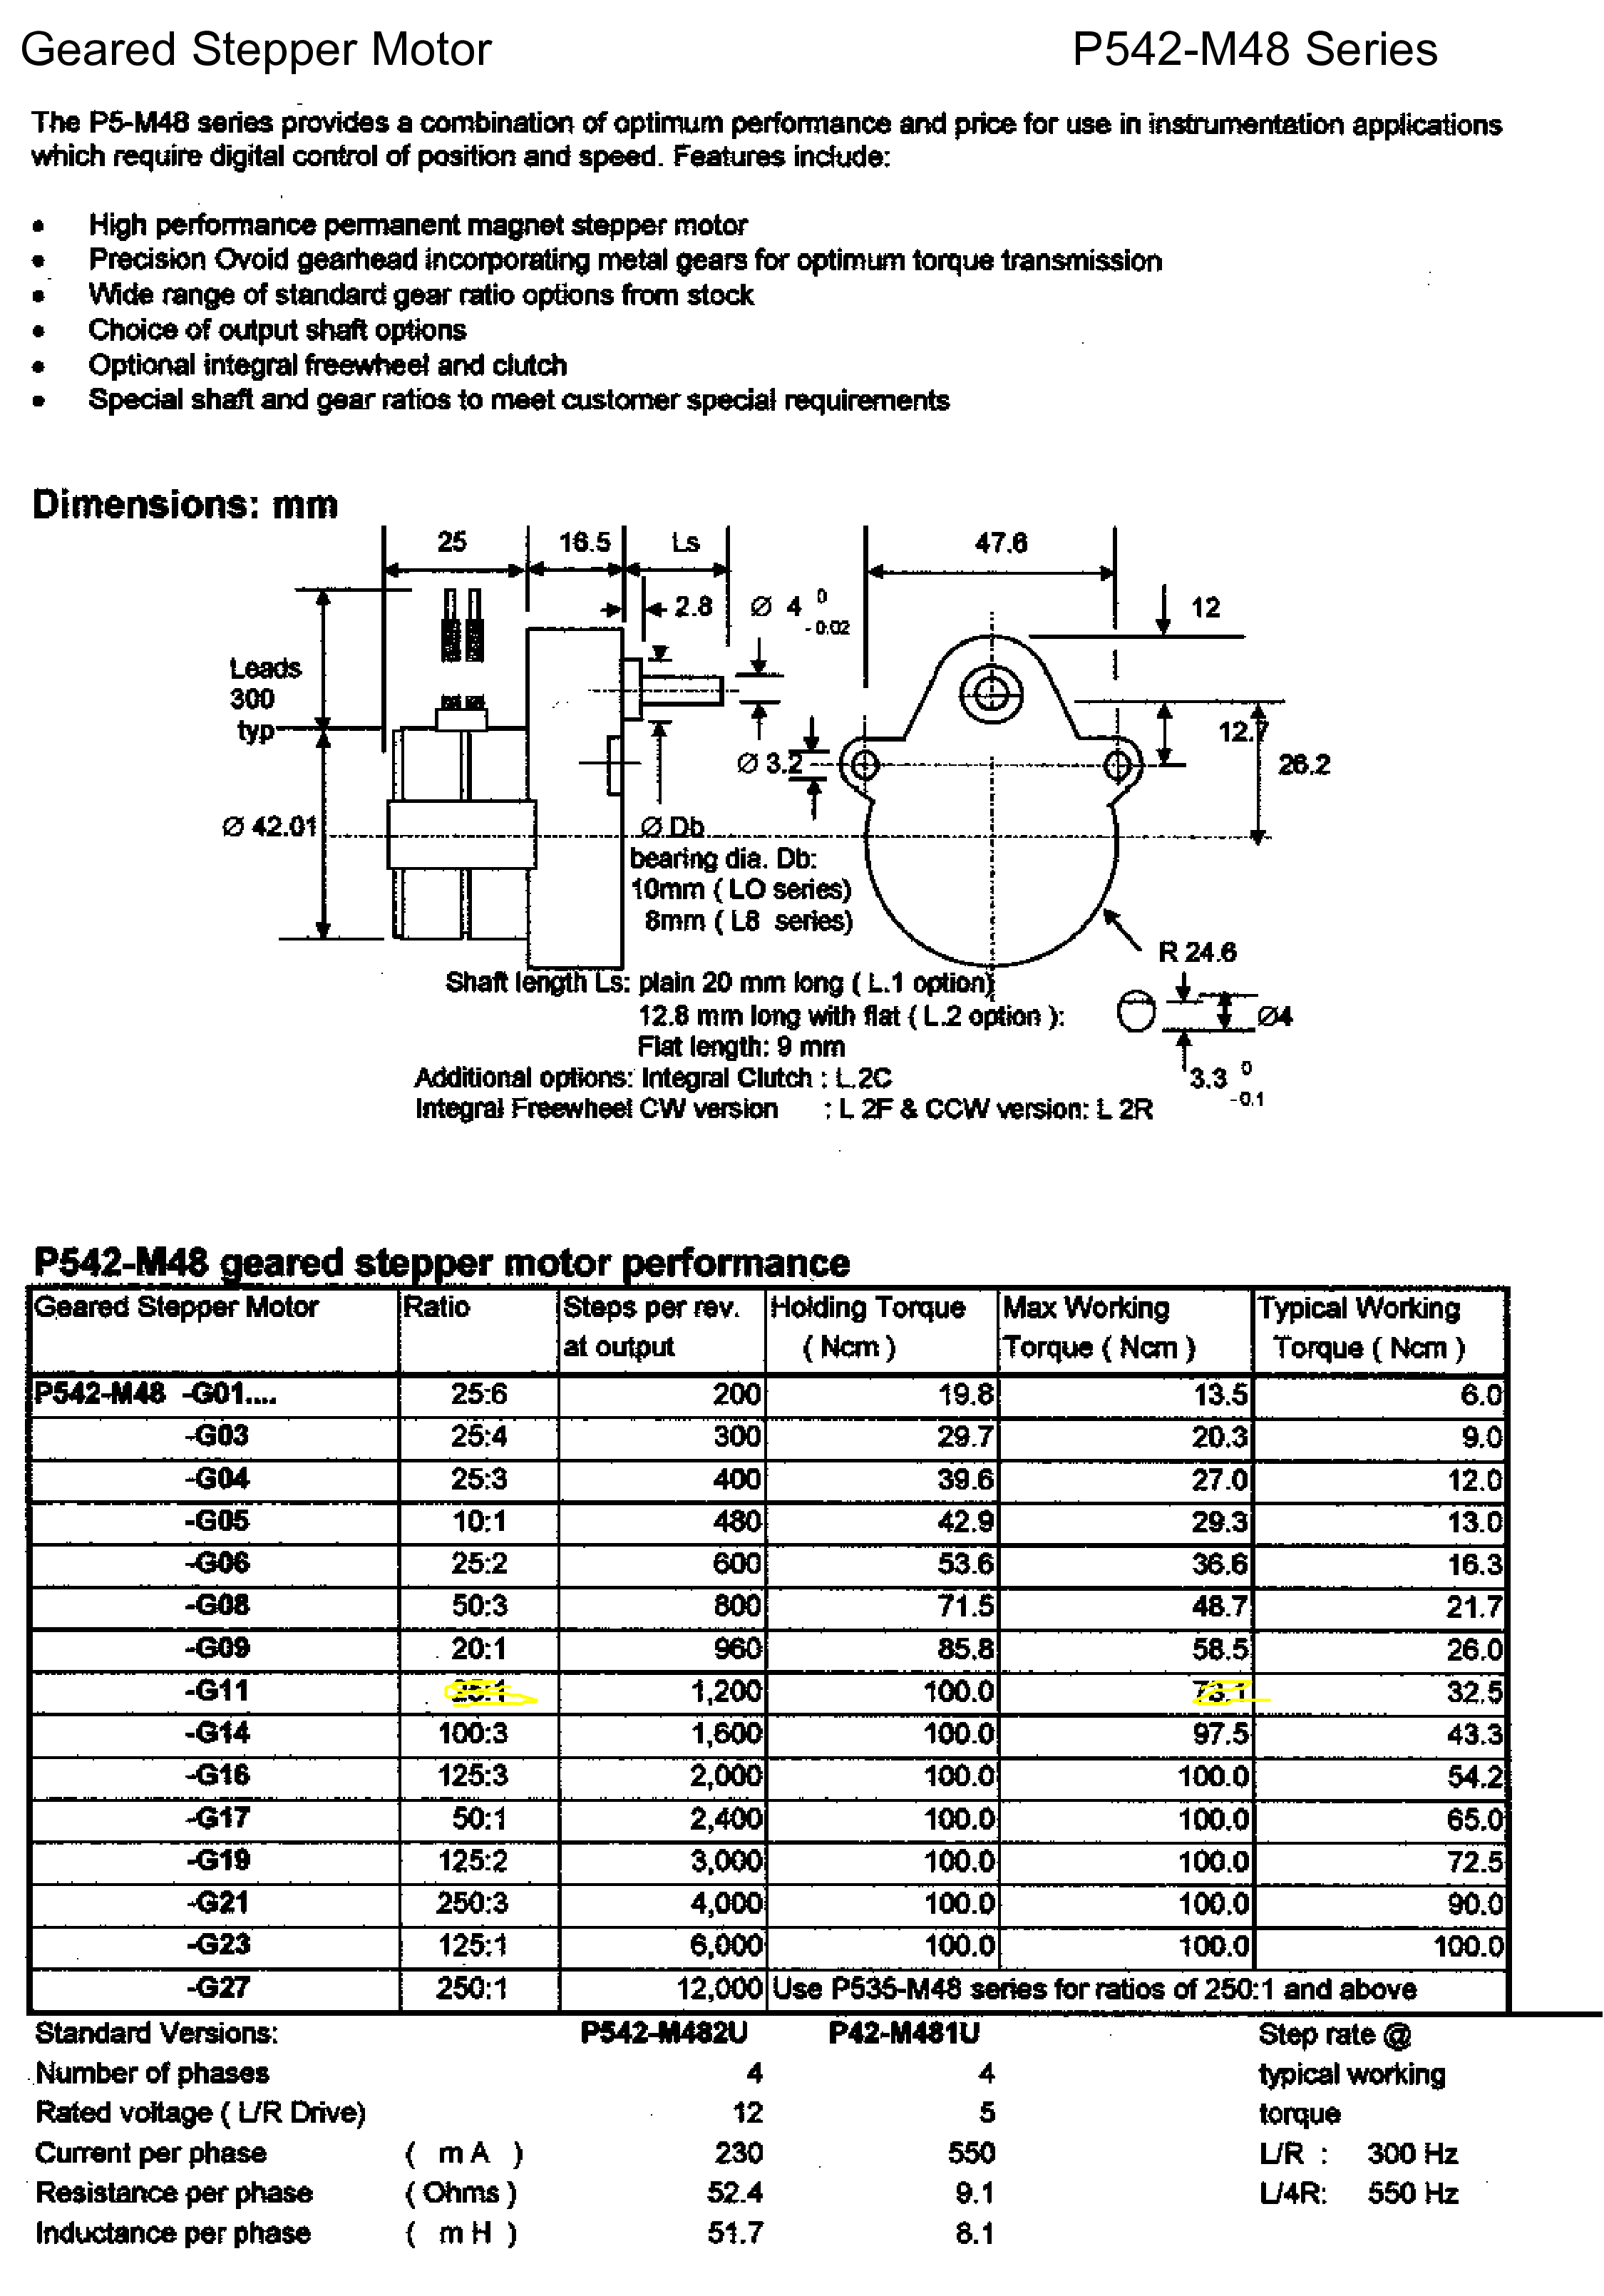 Geared Stepper Motor P542-M48 Series
The P5-M48 series provides a combination of optimum performance and price for use in instrumentation applications
which require digital control of position and speed. Features include:
• High performance permanent magnet stepper motor
• Precision Ovoid gearhead incorporating metal gears for optimum torque transmission
• Wide range of standard gear ratio options from stock
• Choice of output shaft options
• Optional integral freewheel and clutch
• Special shaft and gear ratios to meet customer special requirements
Dimensions: mm
25 16.5 Ls 47.6
2.8 Ø 4 0 -0.02 12
Leads
300
typ
12.7
Ø 3.2 26.2
Ø 42.01 Ø Db
bearing dia. Db:
10mm ( LO series)
8mm ( L8 series)
R 24.6
Shaft length Ls: plain 20 mm long ( L.1 option)
12.8 mm long with flat ( L.2 option ): Ø4
Flat length: 9 mm
Additional options: Integral Clutch : L.2C 3.3 0 -0.1
Integral Freewheel CW version : L 2F & CCW version: L 2R
P542-M48 geared stepper motor performance
Geared Stepper Motor Ratio Steps per rev. Holding Torque Max Working Typical Working
at output ( Ncm ) Torque ( Ncm ) Torque ( Ncm )
P542-M48 -G01.... 25:6 200 19.8 13.5 6.0
-G03 25:4 300 29.7 20.3 9.0
-G04 25:3 400 39.6 27.0 12.0
-G05 10:1 480 42.9 29.3 13.0
-G06 25:2 600 53.6 36.6 16.3
-G08 50:3 800 71.5 48.7 21.7
-G09 20:1 960 85.8 58.5 26.0
-G11 25:1 1,200 100.0 73.1 32.5
-G14 100:3 1,600 100.0 97.5 43.3
-G16 125:3 2,000 100.0 100.0 54.2
-G17 50:1 2,400 100.0 100.0 65.0
-G19 125:2 3,000 100.0 100.0 72.5
-G21 250:3 4,000 100.0 100.0 90.0
-G23 125:1 6,000 100.0 100.0 100.0
-G27 250:1 12,000 Use P535-M48 series for ratios of 250:1 and above
Standard Versions: P542-M482U P42-M481U Step rate @
Number of phases 4 4 typical working
Rated voltage ( L/R Drive) 12 5 torque
Current per phase ( mA ) 230 550 L/R : 300 Hz
Resistance per phase ( Ohms ) 52.4 9.1 L/4R: 550 Hz
Inductance per phase ( mH ) 51.7 8.1